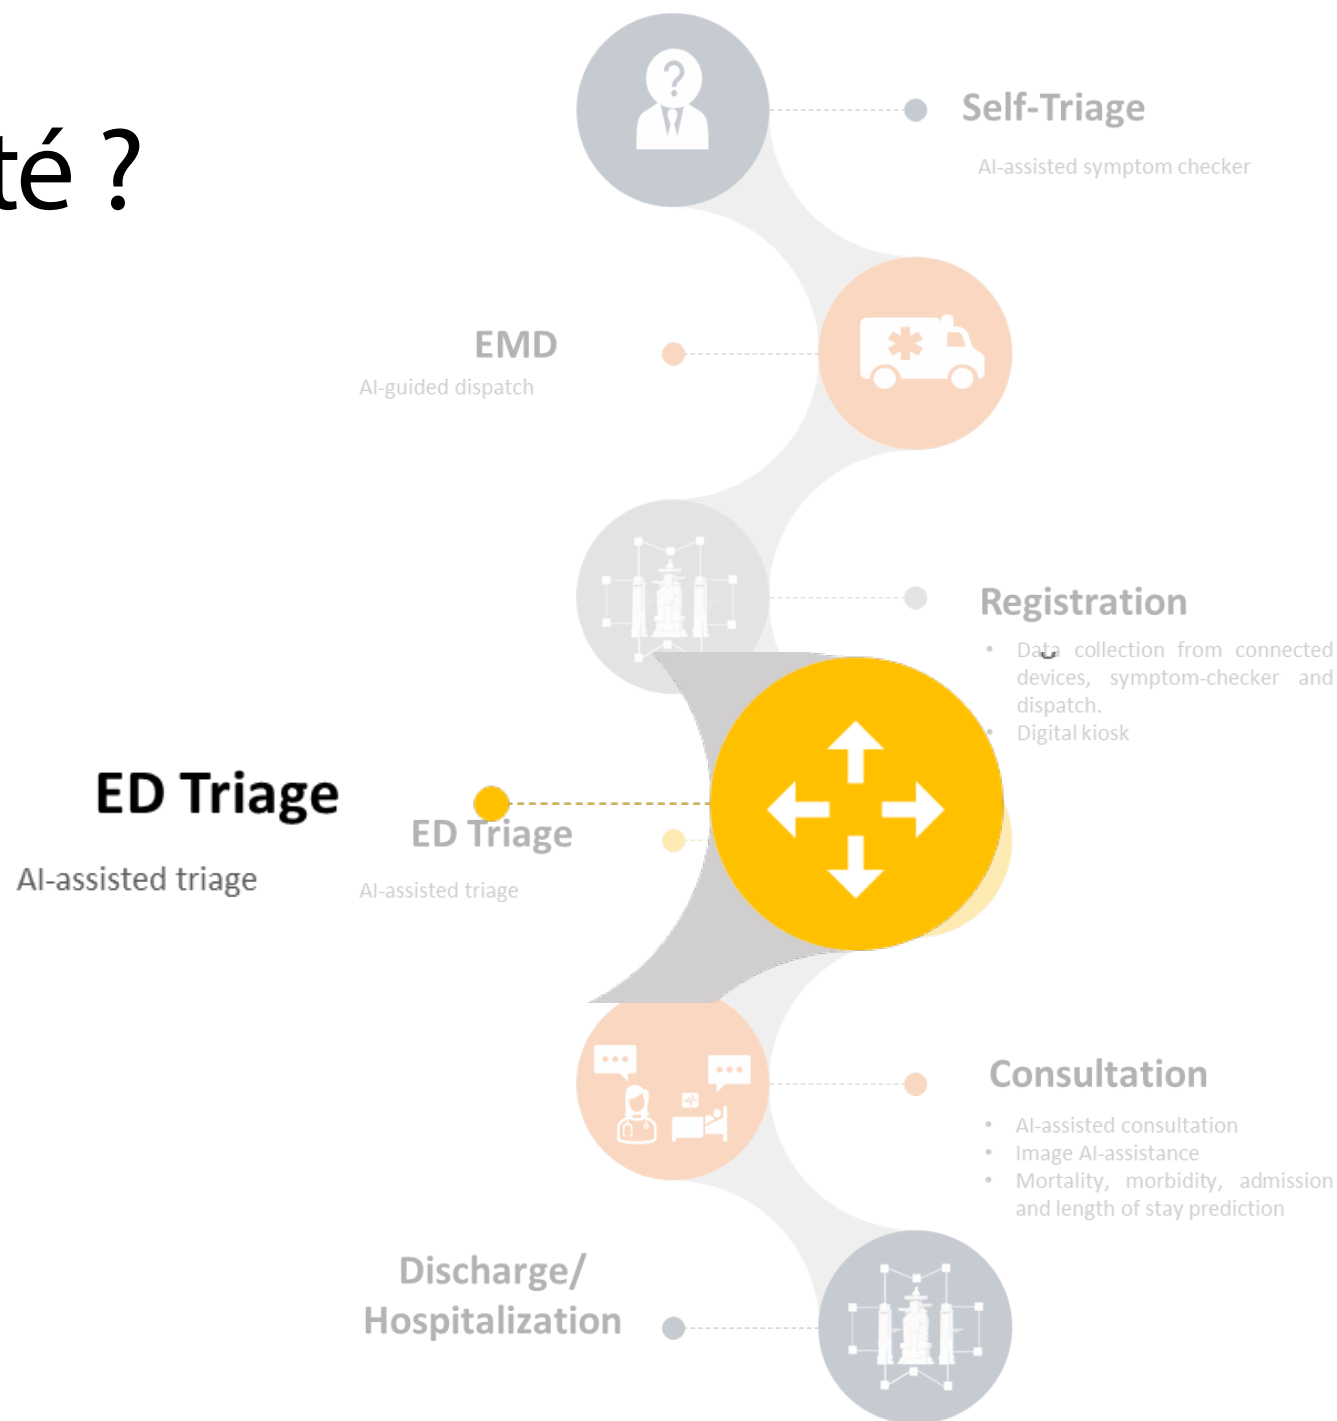 té ?
Self-Triage
AI-assisted symptom checker
EMD
AI-guided dispatch
Registration
• Data collection from connected
devices, symptom-checker and
dispatch.
• Digital kiosk
ED Triage
AI-assisted triage
ED Triage
AI-assisted triage
Consultation
• AI-assisted consultation
• Image AI-assistance
• Mortality, morbidity, admission
and length of stay prediction
Discharge/
Hospitalization